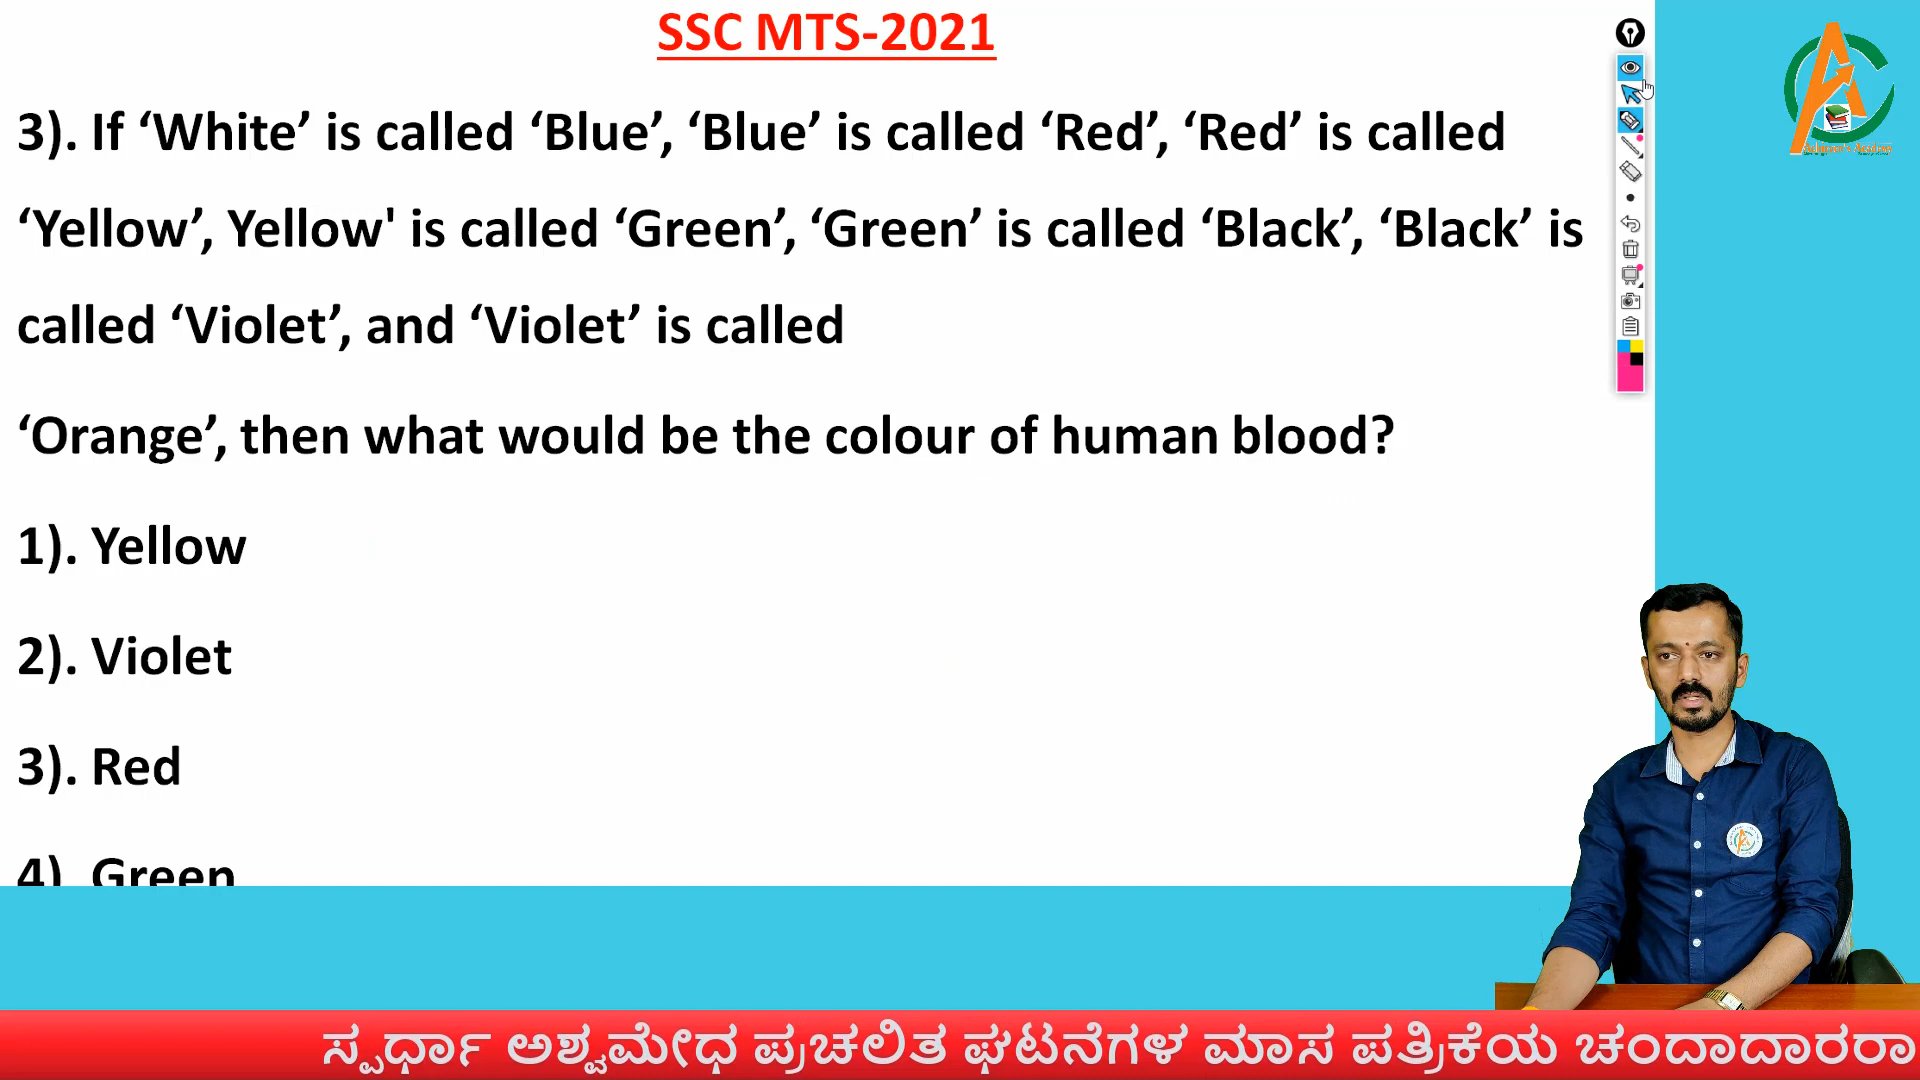 SSC MTS-2021
3). If ‘White’ is called ‘Blue’, ‘Blue’ is called ‘Red’, ‘Red’ is called
‘Yellow’, Yellow' is called ‘Green’, ‘Green’ is called ‘Black’, ‘Black’ is
called ‘Violet’, and ‘Violet’ is called
‘Orange’, then what would be the colour of human blood?
1). Yellow
2). Violet
3). Red
4). Green
ಸ್ಪರ್ಧಾ ಅಶ್ವಮೇಧ ಪ್ರಚಲಿತ ಘಟನೆಗಳ ಮಾಸ ಪತ್ರಿಕೆಯ ಚಂದಾದಾರರಾ